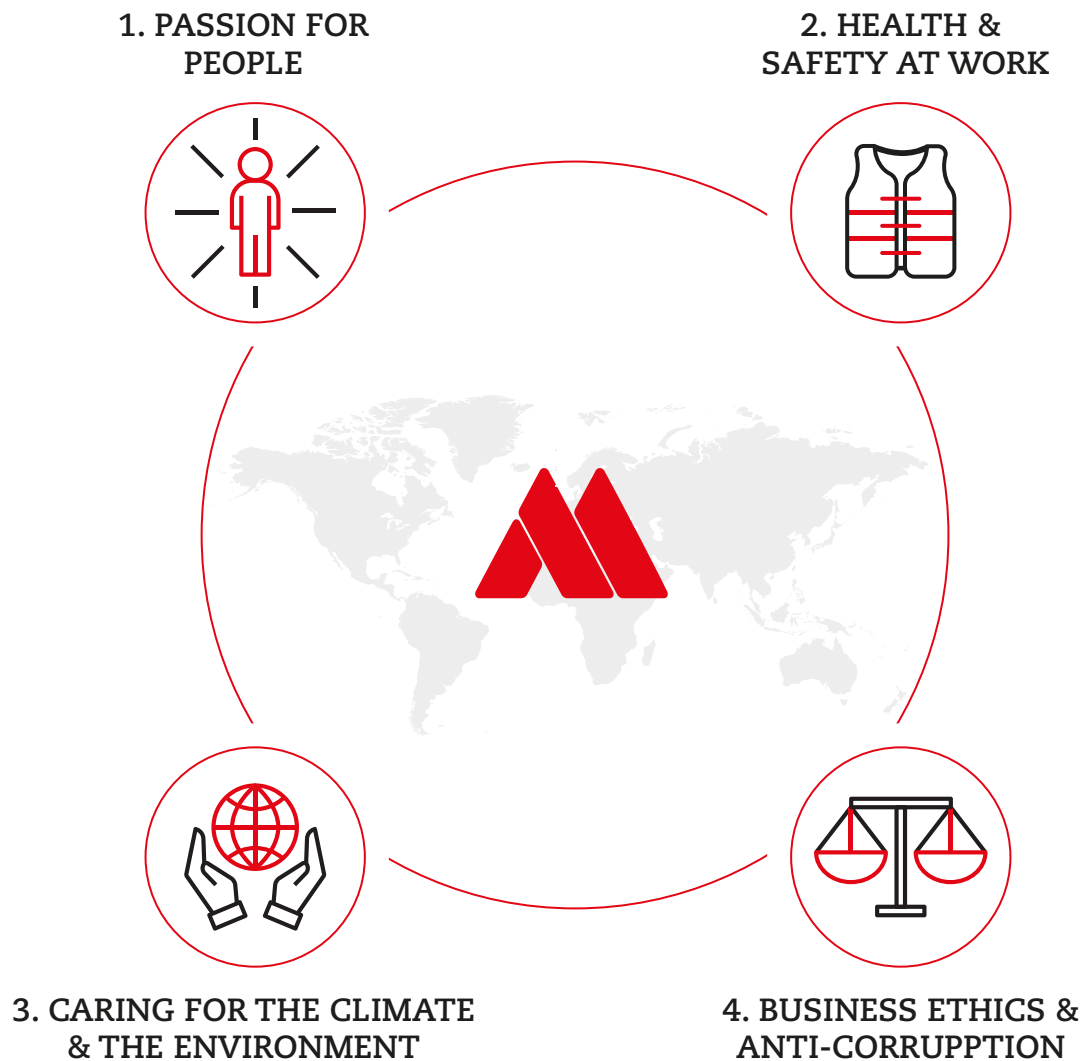 1. PASSION FOR
PEOPLE
2. HEALTH &
SAFETY AT WORK
3. CARING FOR THE CLIMATE
& THE ENVIRONMENT
4. BUSINESS ETHICS &
ANTI-CORRUPPTION